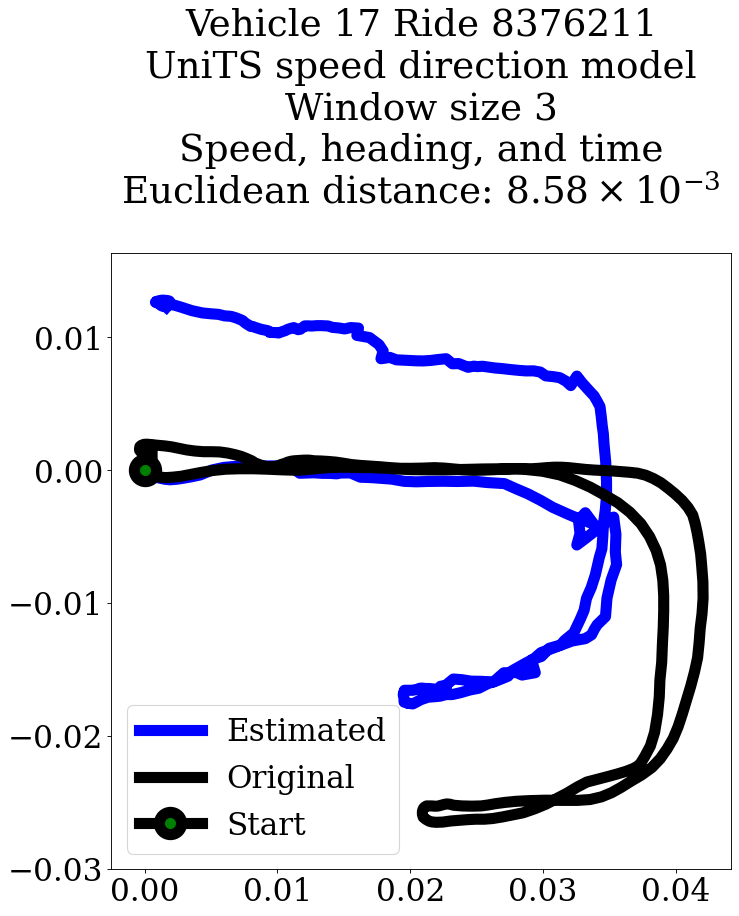 Vehicle 17 Ride 8376211
UniTS speed direction model
Window size 3
Speed, heading, and time
Euclidean distance: 8.58 × 10⁻³
0.01
0.00
−0.01
−0.02
−0.03
Estimated
Original
Start
0.00 0.01 0.02 0.03 0.04